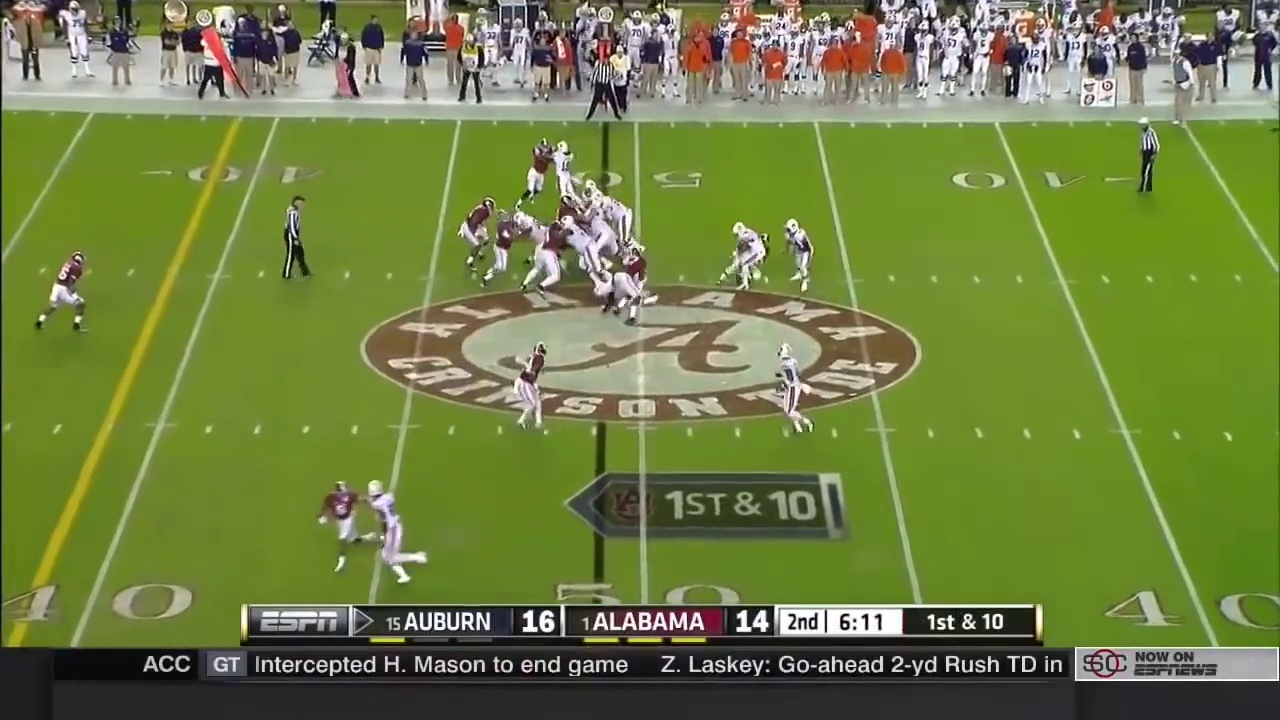 40
50
40
ALABAMA
A
CRIMSON TIDE
1ST & 10
40
50
40
ESPN 15 AUBURN 16 1 ALABAMA 14 2nd 6:11 1st & 10
ACC GT Intercepted H. Mason to end game Z. Laskey: Go-ahead 2-yd Rush TD in SC NOW ON ESPNEWS